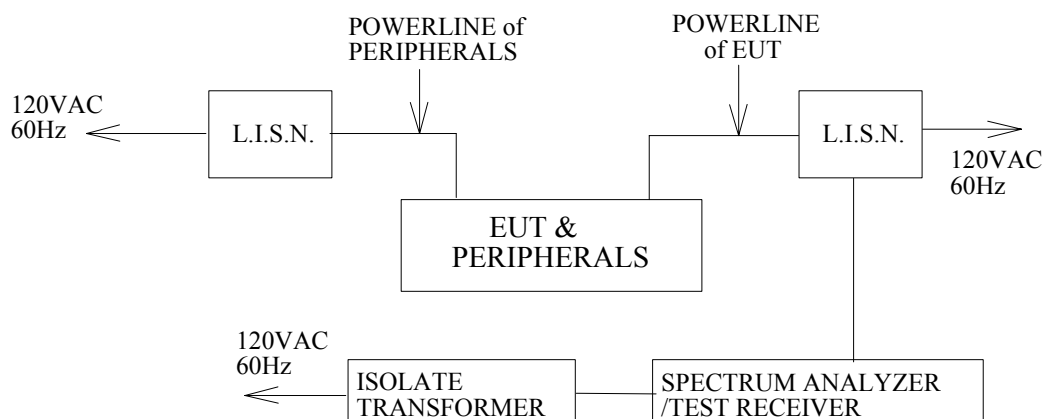 POWERLINE of
PERIPHERALS
POWERLINE
of EUT
120VAC
60Hz
L.I.S.N.
L.I.S.N.
120VAC
60Hz
EUT &
PERIPHERALS
120VAC
60Hz
ISOLATE
TRANSFORMER
SPECTRUM ANALYZER
/TEST RECEIVER